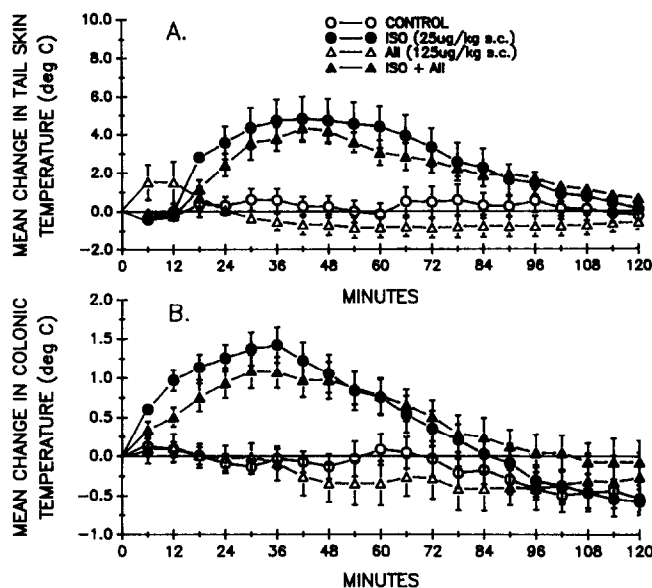 A.
CONTROL
ISO (25ug/kg s.c.)
AII (125ug/kg s.c.)
ISO + AII
MEAN CHANGE IN TAIL SKIN
TEMPERATURE (deg C)
10.0
8.0
6.0
4.0
2.0
0.0
-2.0
0 12 24 36 48 60 72 84 96 108 120
MINUTES
B.
MEAN CHANGE IN COLONIC
TEMPERATURE (deg C)
2.0
1.5
1.0
0.5
0.0
-0.5
-1.0
0 12 24 36 48 60 72 84 96 108 120
MINUTES